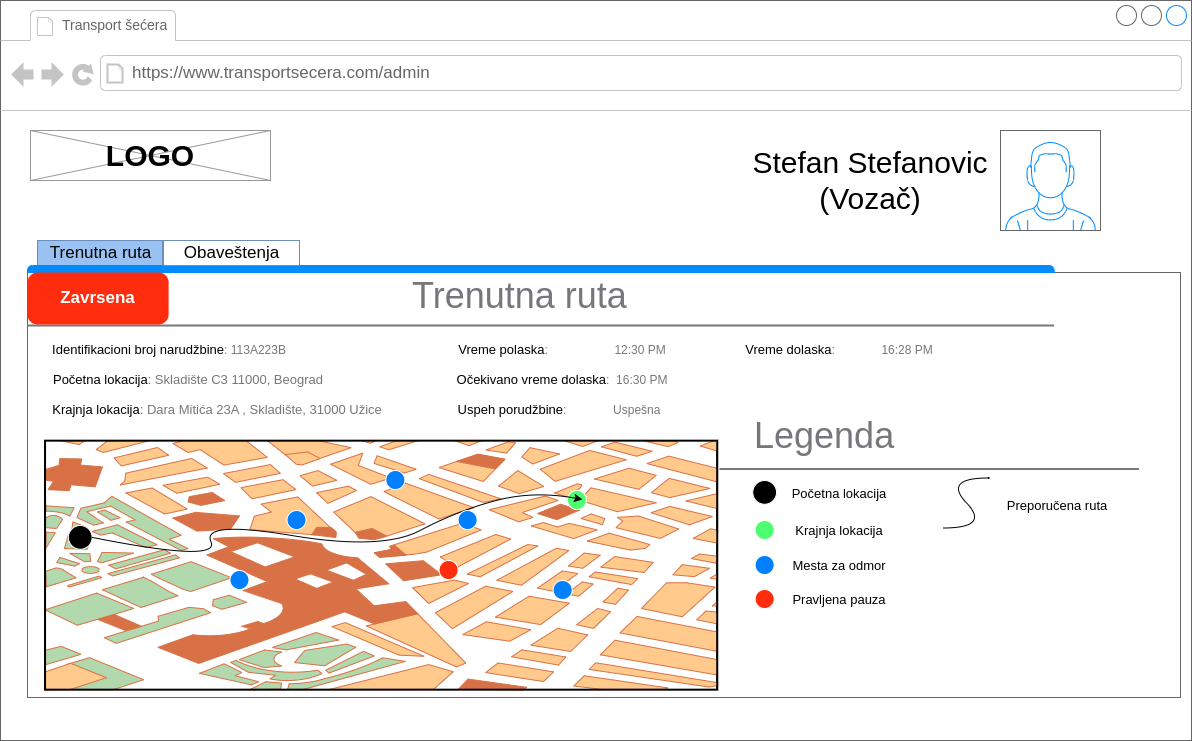 Transport šećera
https://www.transportsecera.com/admin
LOGO
Stefan Stefanovic
(Vozač)
Trenutna ruta
Obaveštenja
Zavrsena
Trenutna ruta
Identifikacioni broj narudžbine: 113A223B
Vreme polaska: 12:30 PM
Vreme dolaska: 16:28 PM
Početna lokacija: Skladište C3 11000, Beograd
Očekivano vreme dolaska: 16:30 PM
Krajnja lokacija: Dara Mitića 23A , Skladište, 31000 Užice
Uspeh porudžbine: Uspešna
Legenda
Početna lokacija
Preporučena ruta
Krajnja lokacija
Mesta za odmor
Pravljena pauza